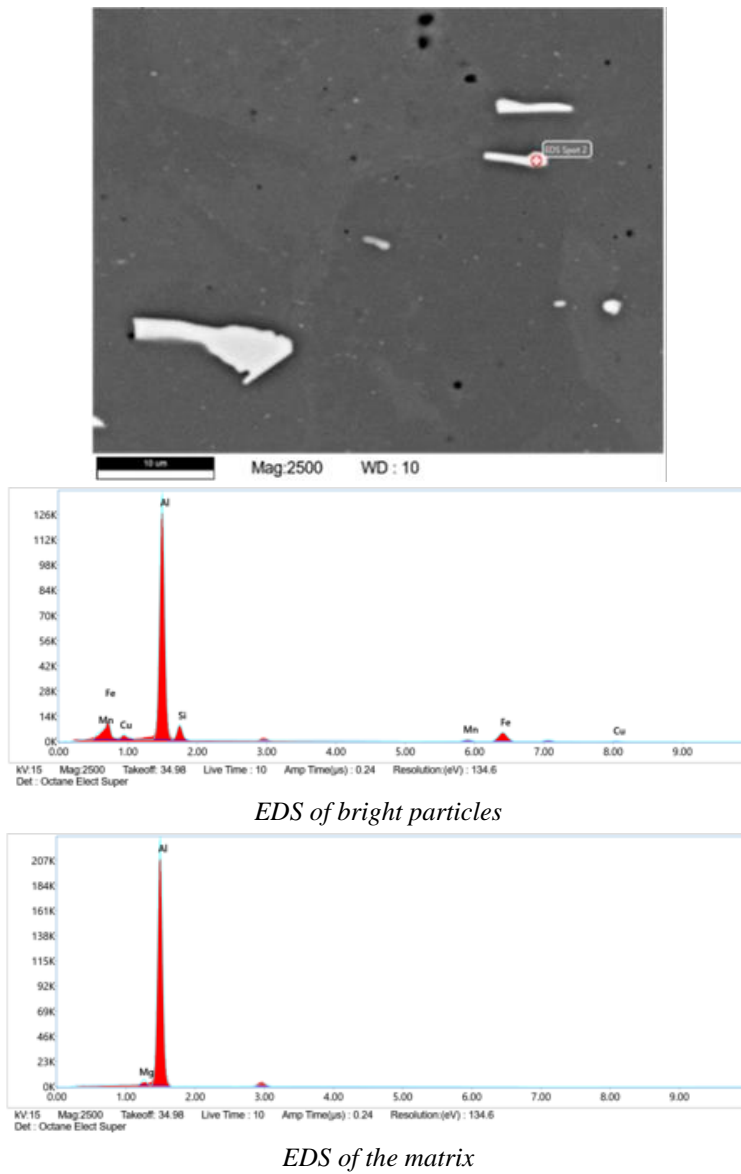 EDS Spot 2
10 um Mag:2500 WD : 10
Al
126K
112K
98K
84K
70K
56K
42K
28K Fe
14K Mn Cu Si Mn Fe Cu
0K
0.00 1.00 2.00 3.00 4.00 5.00 6.00 7.00 8.00 9.00
kV:15 Mag:2500 Takeoff: 34.98 Live Time : 10 Amp Time(µs) : 0.24 Resolution:(eV) : 134.6
Det : Octane Elect Super
EDS of bright particles
Al
207K
184K
161K
138K
115K
92K
69K
46K
23K Mg
0K
0.00 1.00 2.00 3.00 4.00 5.00 6.00 7.00 8.00 9.00
kV:15 Mag:2500 Takeoff: 34.98 Live Time : 10 Amp Time(µs) : 0.24 Resolution:(eV) : 134.6
Det : Octane Elect Super
EDS of the matrix